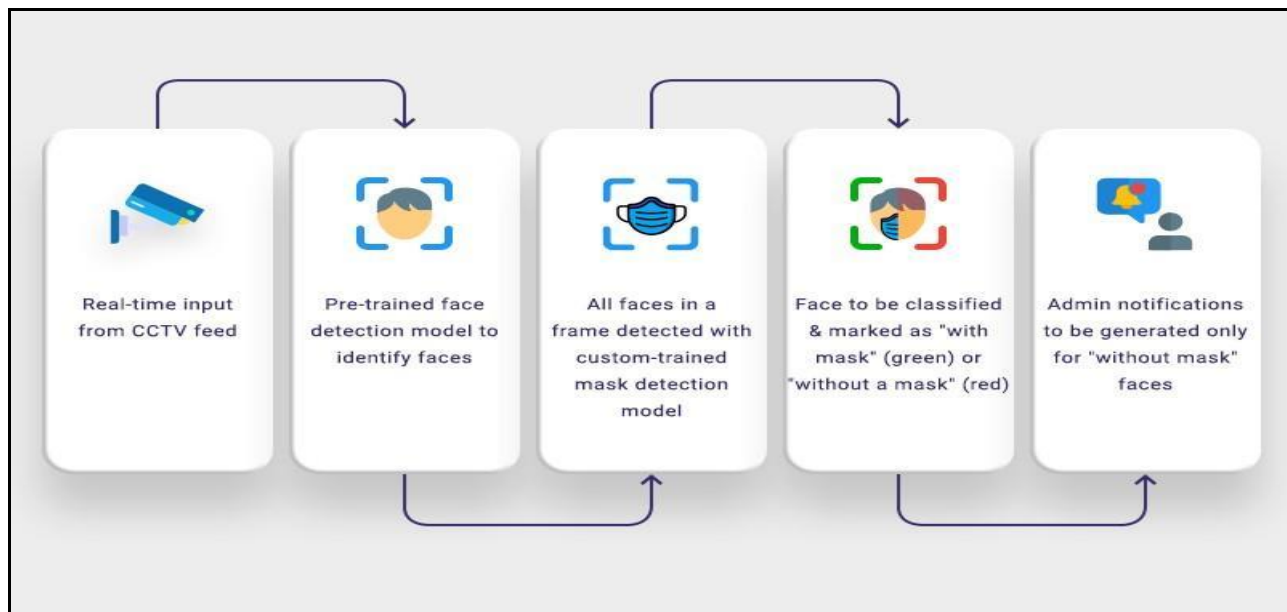 Real-time input
from CCTV feed
Pre-trained face
detection model to
identify faces
All faces in a
frame detected with
custom-trained
mask detection
model
Face to be classified
& marked as "with
mask" (green) or
"without a mask" (red)
Admin notifications
to be generated only
for "without mask"
faces